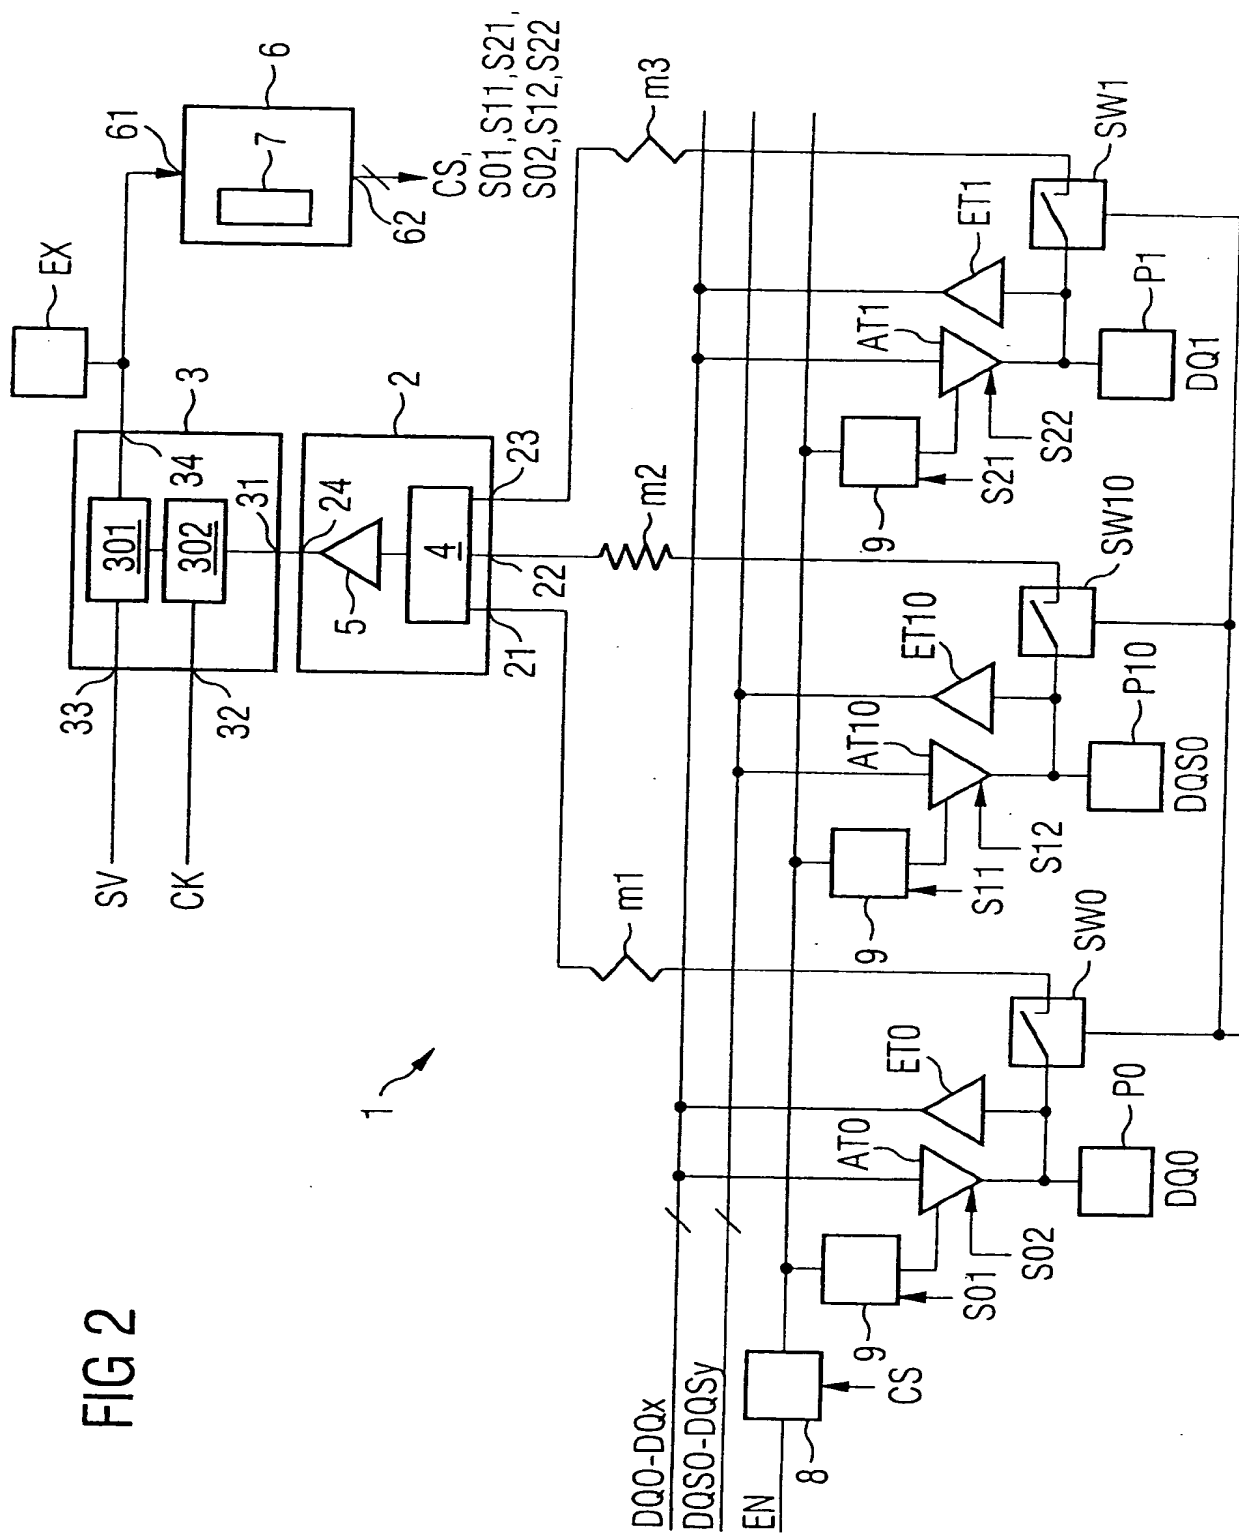 FIG 2
1
SV
CK
33
32
301
302
3
34
31
EX
61
6
7
62
CS,
S01,S11,S21,
S02,S12,S22
24
2
5
4
21
22
23
m1
m2
m3
DQ0-DQx
DQS0-DQSy
EN
8
CS
9
S01
S02
AT0
ET0
SW0
P0
DQ0
9
S11
S12
AT10
ET10
SW10
P10
DQS0
9
S21
S22
AT1
ET1
SW1
P1
DQ1